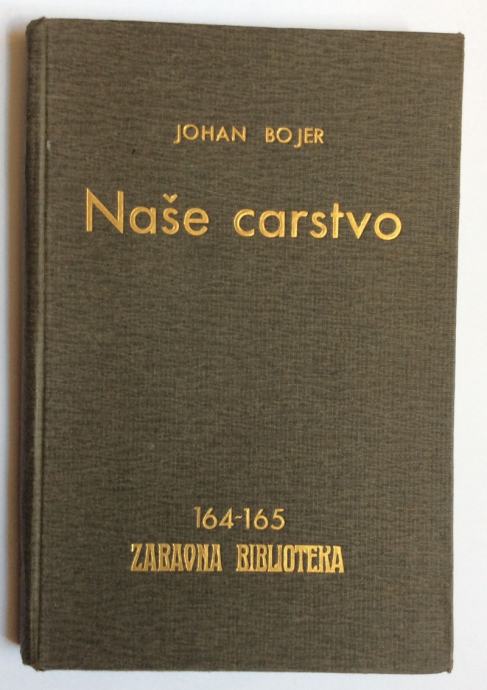 JOHAN BOJER
Naše carstvo
164-165
ZABAVNA BIBLIOTEKA